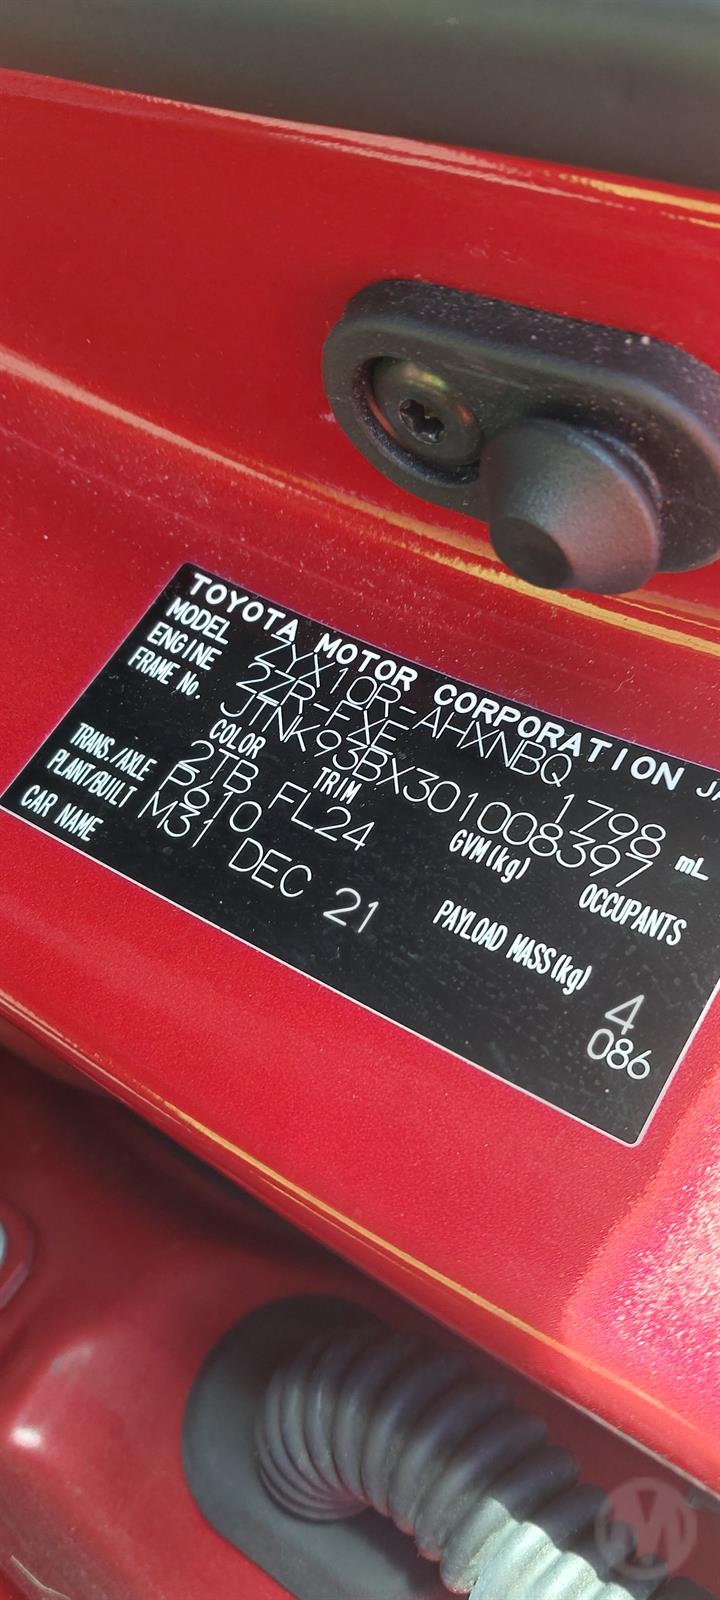 TOYOTA MOTOR CORPORATION
MODEL ZYX10R-AHXNBQ
ENGINE 2ZR-FXE 1798 mL
FRAME No. JTNK93BX301008397
COLOR TRIM GVM(kg) OCCUPANTS
2TB FL24
TRANS./AXLE P610 PAYLOAD MASS(kg)
PLANT/BUILT M31 DEC 21 4
CAR NAME 086
M